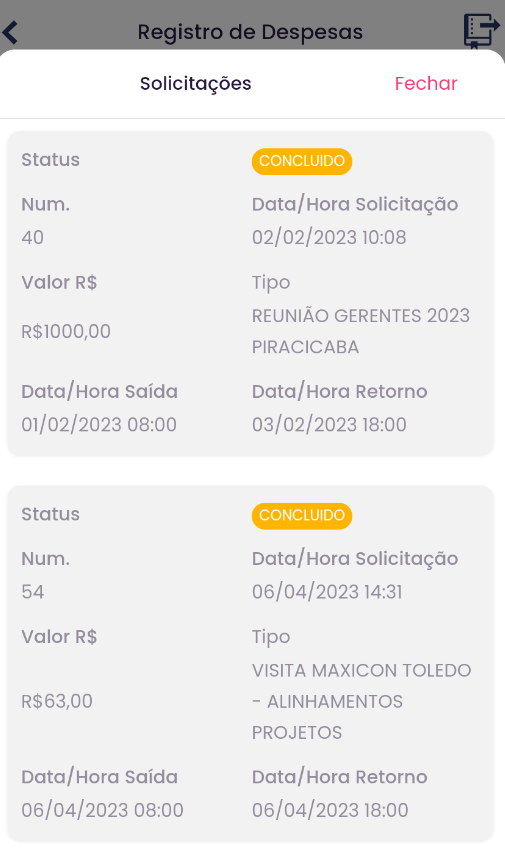 Registro de Despesas
Solicitações Fechar
Status CONCLUIDO
Num. Data/Hora Solicitação
40 02/02/2023 10:08
Valor R$ Tipo
R$1000,00 REUNIÃO GERENTES 2023
PIRACICABA
Data/Hora Saída Data/Hora Retorno
01/02/2023 08:00 03/02/2023 18:00
Status CONCLUIDO
Num. Data/Hora Solicitação
54 06/04/2023 14:31
Valor R$ Tipo
VISITA MAXICON TOLEDO
R$63,00 - ALINHAMENTOS
PROJETOS
Data/Hora Saída Data/Hora Retorno
06/04/2023 08:00 06/04/2023 18:00